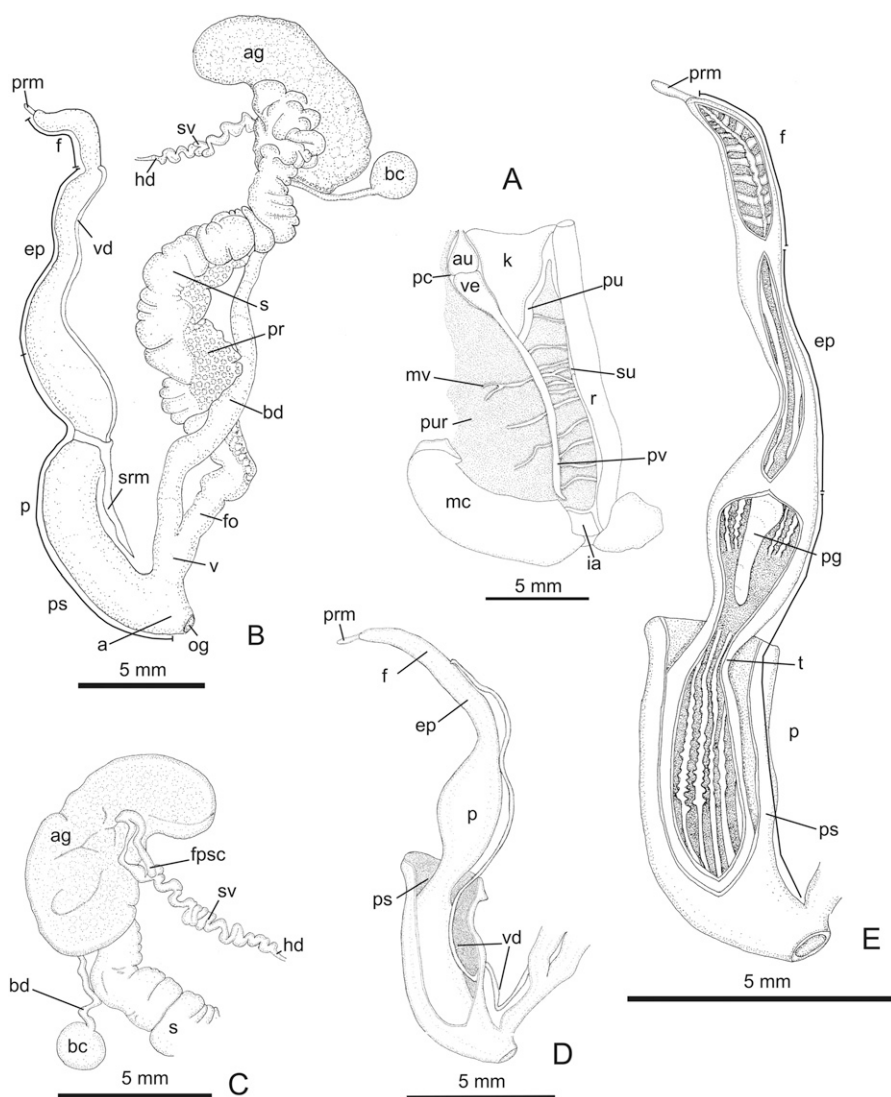 ag
prm
sv
f
hd
bc
A
vd
ep
s
pr
bd
srm
p
fo
v
ps
a
og
B
5 mm
au
k
pc
ve
pu
mv
su
r
pur
pv
mc
ia
5 mm
prm
f
ep
p
ps
vd
D
5 mm
ag
fpsc
sv
hd
bd
s
bc
C
5 mm
prm
f
ep
pg
t
p
ps
E
5 mm